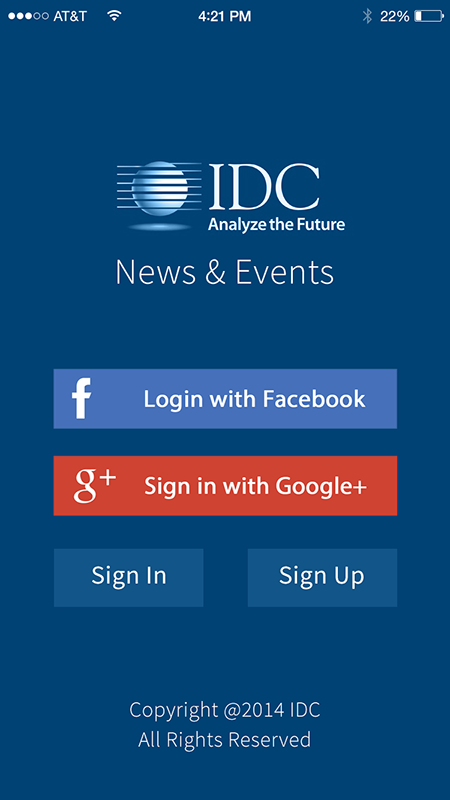 AT&T 4:21 PM 22%
IDC
Analyze the Future
News & Events
f Login with Facebook
g+ Sign in with Google+
Sign In Sign Up
Copyright @2014 IDC
All Rights Reserved